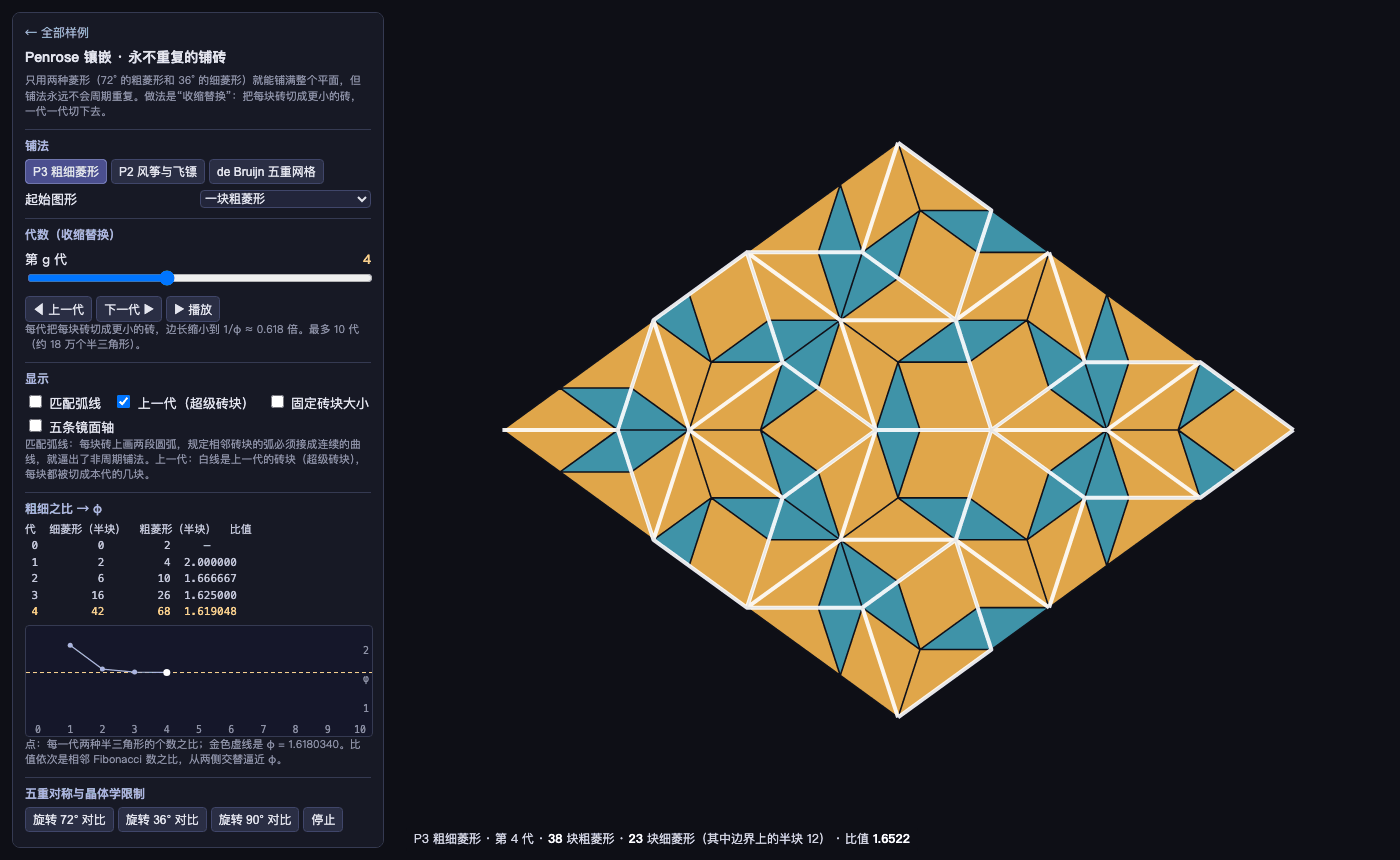 ← 全部样例
Penrose 镶嵌 · 永不重复的铺砖
只用两种菱形（72° 的粗菱形和 36° 的细菱形）就能铺满整个平面，但
铺法永远不会周期重复。做法是“收缩替换”：把每块砖切成更小的砖，
一代一代切下去。
铺法
P3 粗细菱形 P2 风筝与飞镖 de Bruijn 五重网格
起始图形 一块粗菱形
代数（收缩替换）
第 g 代 4
◀ 上一代 下一代 ▶ ▶ 播放
每代把每块砖切成更小的砖，边长缩小到 1/φ ≈ 0.618 倍。最多 10 代
（约 18 万个半三角形）。
显示
匹配弧线 上一代（超级砖块） 固定砖块大小
五条镜面轴
匹配弧线：每块砖上画两段圆弧，规定相邻砖块的弧必须接成连续的曲
线，就逼出了非周期铺法。上一代：白线是上一代的砖块（超级砖块），
每块都被切成本代的几块。
粗细之比 → φ
代 细菱形（半块） 粗菱形（半块） 比值
0 0 2 —
1 2 4 2.000000
2 6 10 1.666667
3 16 26 1.625000
4 42 68 1.619048
2
φ
1
0 1 2 3 4 5 6 7 8 9 10
点：每一代两种半三角形的个数之比；金色虚线是 φ = 1.6180340。比
值依次是相邻 Fibonacci 数之比，从两侧交替逼近 φ。
五重对称与晶体学限制
旋转 72° 对比 旋转 36° 对比 旋转 90° 对比 停止
P3 粗细菱形 · 第 4 代 · 38 块粗菱形 · 23 块细菱形（其中边界上的半块 12） · 比值 1.6522